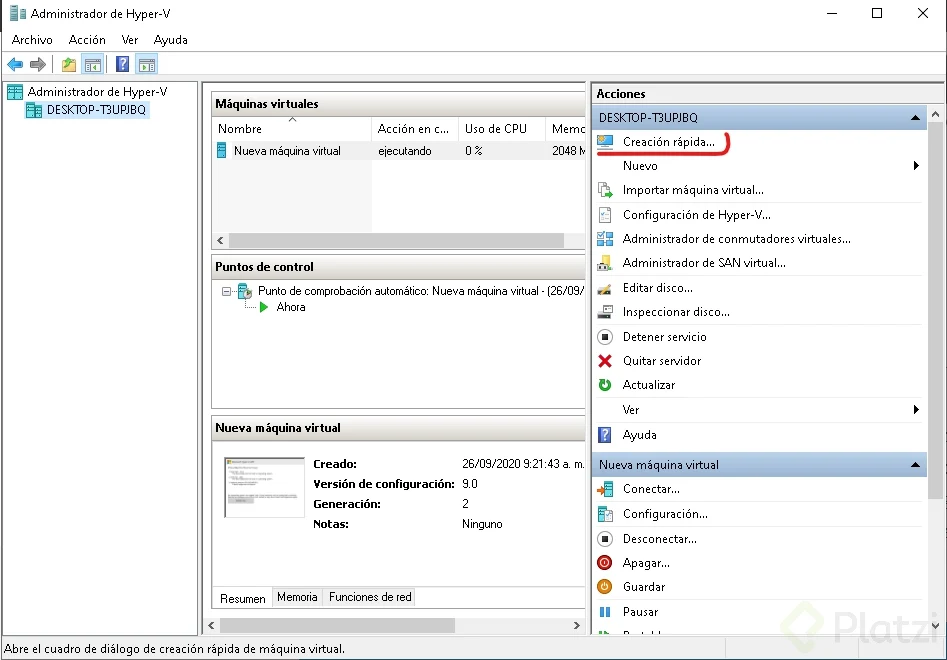 Administrador de Hyper-V
Archivo Acción Ver Ayuda
Administrador de Hyper-V
DESKTOP-T3UPJBQ
Máquinas virtuales
Nombre Acción en c... Uso de CPU Memo
Nueva máquina virtual ejecutando 0 % 2048 M
Puntos de control
Punto de comprobación automático: Nueva máquina virtual - (26/09/
Ahora
Nueva máquina virtual
Creado: 26/09/2020 9:21:43 a. m.
Versión de configuración: 9.0
Generación: 2
Notas: Ninguno
Resumen Memoria Funciones de red
Acciones
DESKTOP-T3UPJBQ
Creación rápida...
Nuevo
Importar máquina virtual...
Configuración de Hyper-V...
Administrador de conmutadores virtuales...
Administrador de SAN virtual...
Editar disco...
Inspeccionar disco...
Detener servicio
Quitar servidor
Actualizar
Ver
Ayuda
Nueva máquina virtual
Conectar...
Configuración...
Desconectar...
Apagar...
Guardar
Pausar
Platzi
Abre el cuadro de diálogo de creación rápida de máquina virtual.